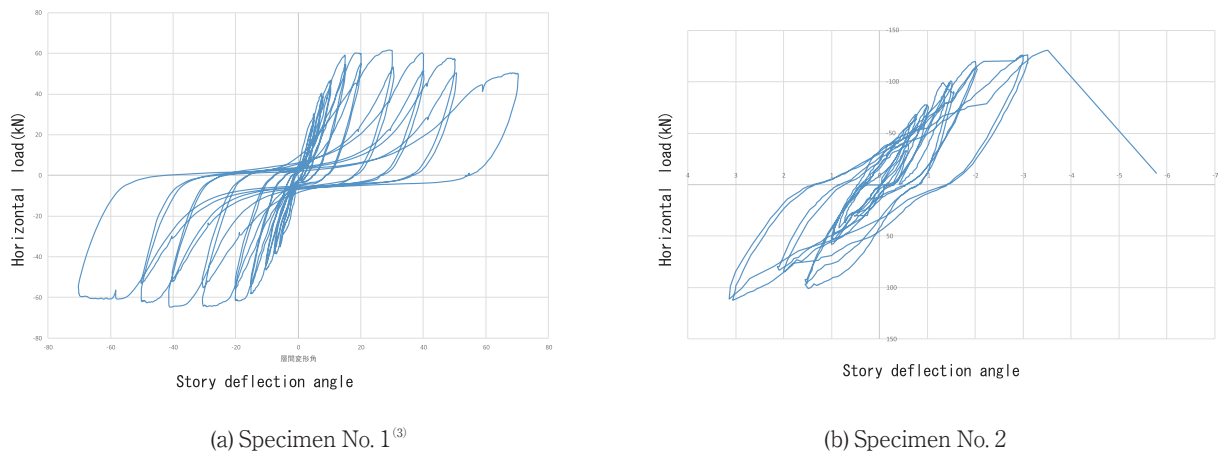 80
60
40
20
0
-20
-40
-60
-80
-80 -60 -40 -20 0 20 40 60 80
層間変形角
Horizontal load(kN)
Story deflection angle
(a) Specimen No. 1(3)
-150
-100
-50
0
50
100
150
4 3 2 1 0 -1 -2 -3 -4 -5 -6 -7
Horizontal load(kN)
Story deflection angle
(b) Specimen No. 2